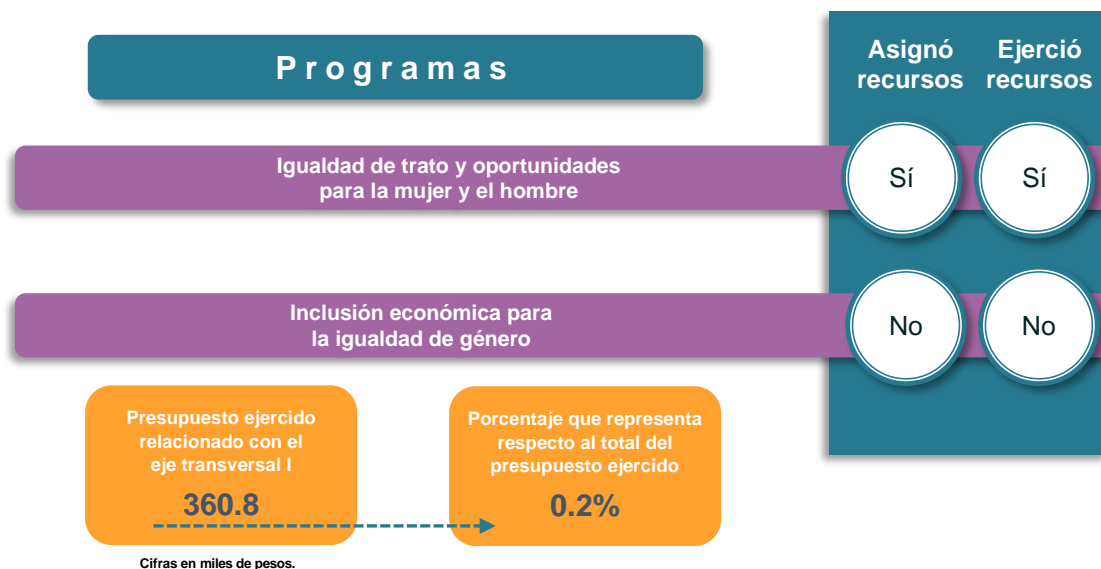 Programas
Asignó
recursos
Ejerció
recursos
Igualdad de trato y oportunidades
para la mujer y el hombre
Sí
Sí
Inclusión económica para
la igualdad de género
No
No
Presupuesto ejercido
relacionado con el
eje transversal I
360.8
Porcentaje que representa
respecto al total del
presupuesto ejercido
0.2%
Cifras en miles de pesos.